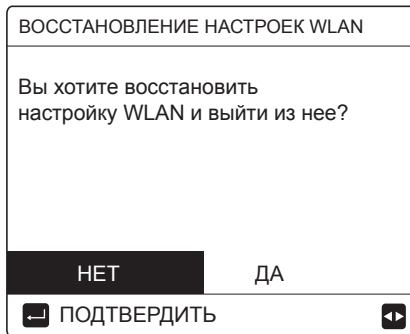 ВОССТАНОВЛЕНИЕ НАСТРОЕК WLAN
Вы хотите восстановить
настройку WLAN и выйти из нее?
НЕТ ДА
ПОДТВЕРДИТЬ